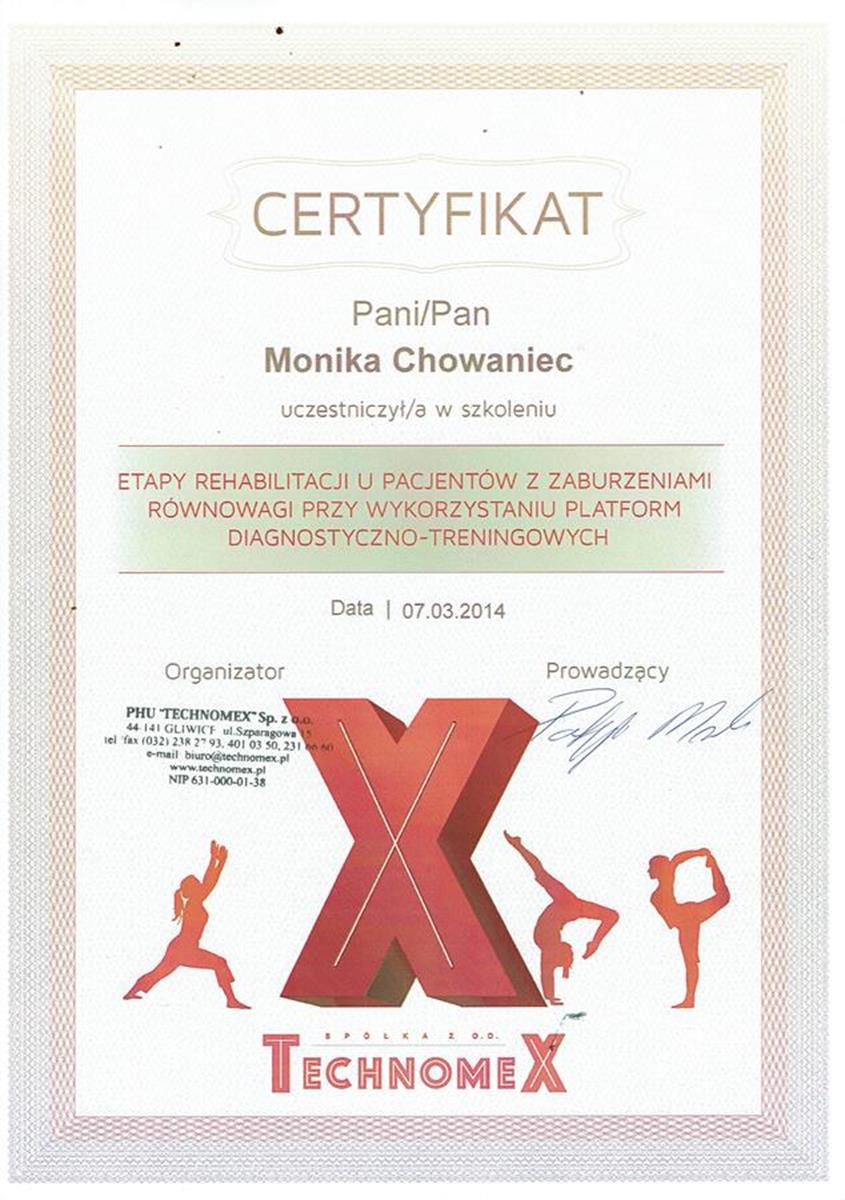 CERTYFIKAT
Pani/Pan
Monika Chowaniec
uczestniczył/a w szkoleniu
ETAPY REHABILITACJI U PACJENTÓW Z ZABURZENIAMI
RÓWNOWAGI PRZY WYKORZYSTANIU PLATFORM
DIAGNOSTYCZNO-TRENINGOWYCH
Data | 07.03.2014
Organizator
Prowadzący
PHU "TECHNOMEX" Sp. z o.o.
44-141 GLIWICE ul.Szparagowa 15
tel fax (032) 238 27 93, 401 03 50, 231 66 60
e-mail biuro@technomex.pl
www.technomex.pl
NIP 631-000-01-38
X
SPÓŁKA Z O.O.
TECHNOMEX